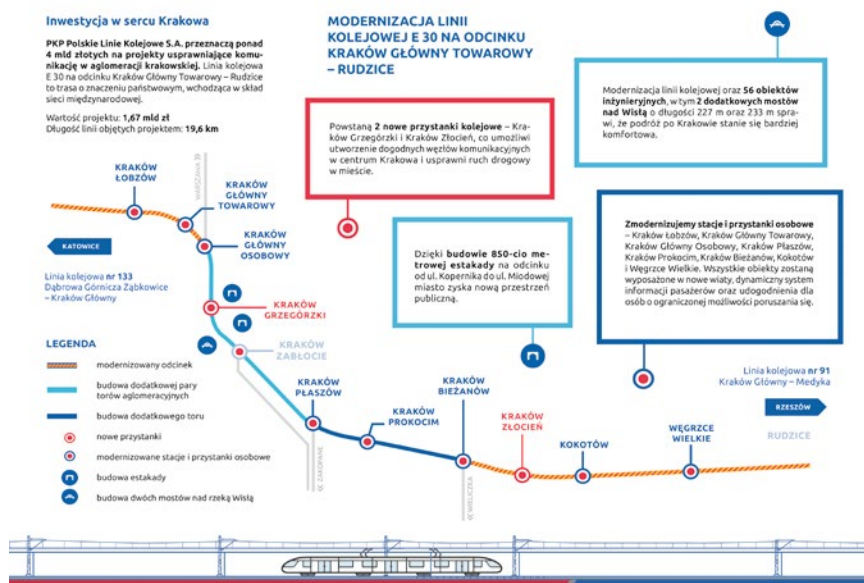 Inwestycja w sercu Krakowa
PKP Polskie Linie Kolejowe S.A. przeznaczą ponad
4 mld złotych na projekty usprawniające komu-
nikację w aglomeracji krakowskiej. Linia kolejowa
E 30 na odcinku Kraków Główny Towarowy – Rudzice
to trasa o znaczeniu państwowym, wchodząca w skład
sieci międzynarodowej.
Wartość projektu: 1,67 mld zł
Długość linii objętych projektem: 19,6 km
MODERNIZACJA LINII
KOLEJOWEJ E 30 NA ODCINKU
KRAKÓW GŁÓWNY TOWAROWY
– RUDZICE
Powstaną 2 nowe przystanki kolejowe – Kra-
ków Grzegórzki i Kraków Złocień, co umożliwi
utworzenie dogodnych węzłów komunikacyjnych
w centrum Krakowa i usprawni ruch drogowy
w mieście.
Modernizacja linii kolejowej oraz 56 obiektów
inżynieryjnych, w tym 2 dodatkowych mostów
nad Wisłą o długości 227 m oraz 233 m spra-
wi, że podróż po Krakowie stanie się bardziej
komfortowa.
Dzięki budowie 850-cio me-
trowej estakady na odcinku
od ul. Kopernika do ul. Miodowej
miasto zyska nową przestrzeń
publiczną.
Zmodernizujemy stacje i przystanki osobowe
– Kraków Łobzów, Kraków Główny Towarowy,
Kraków Główny Osobowy, Kraków Płaszów,
Kraków Prokocim, Kraków Bieżanów, Kokotów
i Węgrzce Wielkie. Wszystkie obiekty zostaną
wyposażone w nowe wiaty, dynamiczny system
informacji pasażerów oraz udogodnienia dla
osób o ograniczonej możliwości poruszania się.
KRAKÓW
ŁOBZÓW
WARSZAWA
KRAKÓW
GŁÓWNY
TOWAROWY
KRAKÓW
GŁÓWNY
OSOBOWY
KATOWICE
Linia kolejowa nr 133
Dąbrowa Górnicza Ząbkowice
– Kraków Główny
KRAKÓW
GRZEGÓRZKI
KRAKÓW
ZABŁOCIE
KRAKÓW
PŁASZÓW
KRAKÓW
PROKOCIM
KRAKÓW
BIEŻANÓW
KRAKÓW
ZŁOCIEŃ
KOKOTÓW
WĘGRZCE
WIELKIE
Linia kolejowa nr 91
Kraków Główny – Medyka
RZESZÓW
RUDZICE
ZAKOPANE
WIELICZKA
LEGENDA
modernizowany odcinek
budowa dodatkowej pary
torów aglomeracyjnych
budowa dodatkowego toru
nowe przystanki
modernizowane stacje i przystanki osobowe
budowa estakady
budowa dwóch mostów nad rzeką Wisłą